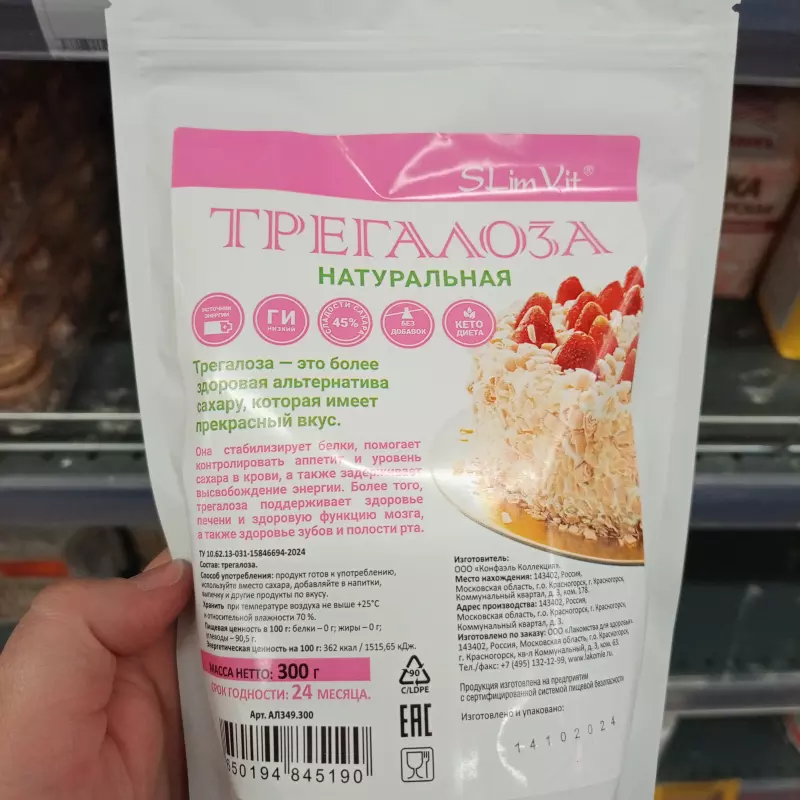 SLimVit®
ТРЕГАЛОЗА
НАТУРАЛЬНАЯ
ИСТОЧНИК
ЭНЕРГИИ
ГИ
НИЗКИЙ
СЛАДОСТИ САХАРА
45%
БЕЗ
ДОБАВОК
КЕТО
ДИЕТА
Трегалоза — это более
здоровая альтернатива
сахару, которая имеет
прекрасный вкус.
Она стабилизирует белки, помогает
контролировать аппетит и уровень
сахара в крови, а также задерживает
высвобождение энергии. Более того,
трегалоза поддерживает здоровье
печени и здоровую функцию мозга,
а также здоровье зубов и полости рта.
ТУ 10.62.13-031-15846694-2024
Состав: трегалоза.
Способ употребления: продукт готов к употреблению,
используйте вместо сахара, добавляйте в напитки,
выпечку и другие продукты по вкусу.
Хранить при температуре воздуха не выше +25°С
и относительной влажности 70 %.
Пищевая ценность в 100 г: белки – 0 г; жиры – 0 г;
углеводы – 90,5 г.
Энергетическая ценность на 100 г: 362 ккал / 1515,65 кДж.
МАССА НЕТТО: 300 г
СРОК ГОДНОСТИ: 24 МЕСЯЦА.
Арт. АЛ349.300
650194 845190
90
C/LDPE
EAC
Изготовитель:
ООО «Конфаэль Коллекция».
Место нахождения: 143402, Россия,
Московская область, г.о. Красногорск, г. Красногорск,
Коммунальный квартал, д. 3, ком. 178.
Адрес производства: 143402, Россия,
Московская область, г.о. Красногорск, г. Красногорск,
Коммунальный квартал, д. 3.
Изготовлено по заказу: ООО «Лакомства для здоровья»
143402, Россия, Московская область, г.о. Красногорск,
г. Красногорск, кв-л Коммунальный, д. 3, ком. 63.
Тел./факс: +7 (495) 132-12-99, www.lakomie.ru
Продукция изготовлена на предприятии
с сертифицированной системой пищевой безопасности
Изготовлено и упаковано:
14102024